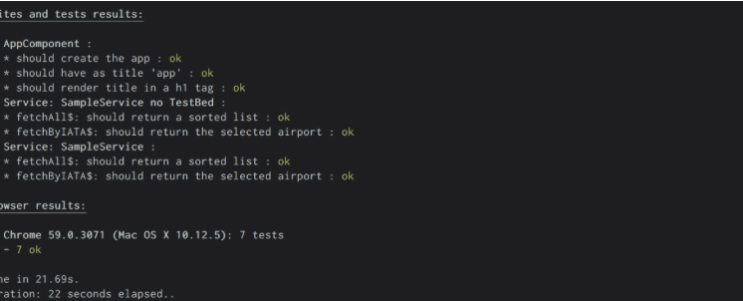 ites and tests results:
AppComponent :
* should create the app : ok
* should have as title 'app' : ok
* should render title in a h1 tag : ok
Service: SampleService no TestBed :
* fetchAll$: should return a sorted list : ok
* fetchByIATA$: should return the selected airport : ok
Service: SampleService :
* fetchAll$: should return a sorted list : ok
* fetchByIATA$: should return the selected airport : ok
owser results:
Chrome 59.0.3071 (Mac OS X 10.12.5): 7 tests
~ 7 ok
ne in 21.69s.
ration: 22 seconds elapsed..